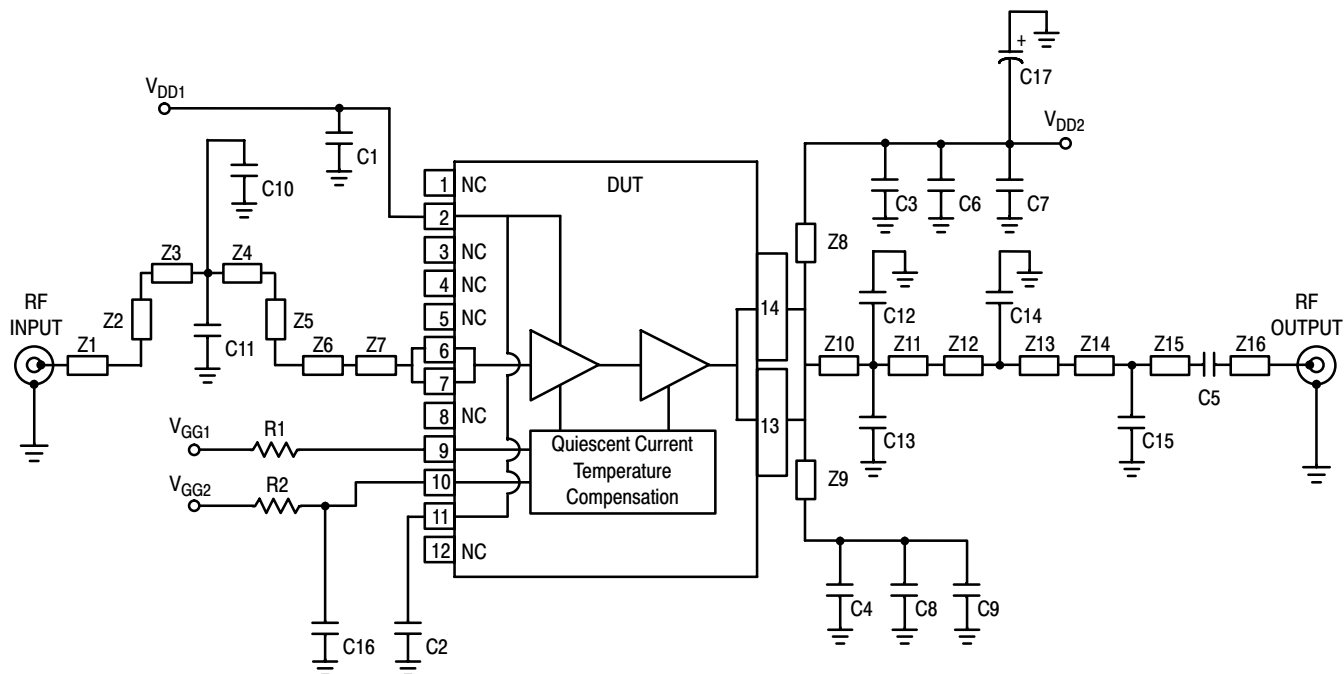 +
C17
VDD1
VDD2
C1
C10
1 NC
DUT
C3
C6
C7
2
Z8
Z3
Z4
3 NC
4 NC
14
RF
INPUT
Z2
Z5
5 NC
C12
C14
RF
OUTPUT
C11
Z1
Z6
Z7
6
Z10
Z11
Z12
Z13
Z14
Z15
Z16
7
C5
8 NC
13
C13
C15
VGG1
R1
9
Quiescent Current
Temperature
Compensation
VGG2
R2
10
Z9
11
12 NC
C16
C2
C4
C8
C9